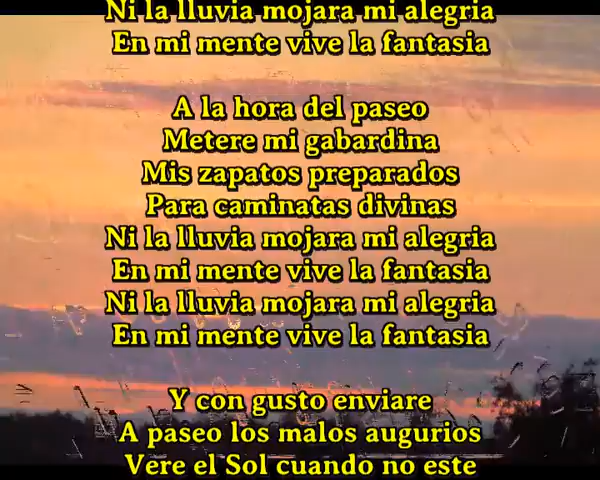 Ni la lluvia mojara mi alegria
En mi mente vive la fantasia
A la hora del paseo
Metere mi gabardina
Mis zapatos preparados
Para caminatas divinas
Ni la lluvia mojara mi alegria
En mi mente vive la fantasia
Ni la lluvia mojara mi alegria
En mi mente vive la fantasia
Y con gusto enviare
A paseo los malos augurios
Vere el Sol cuando no este